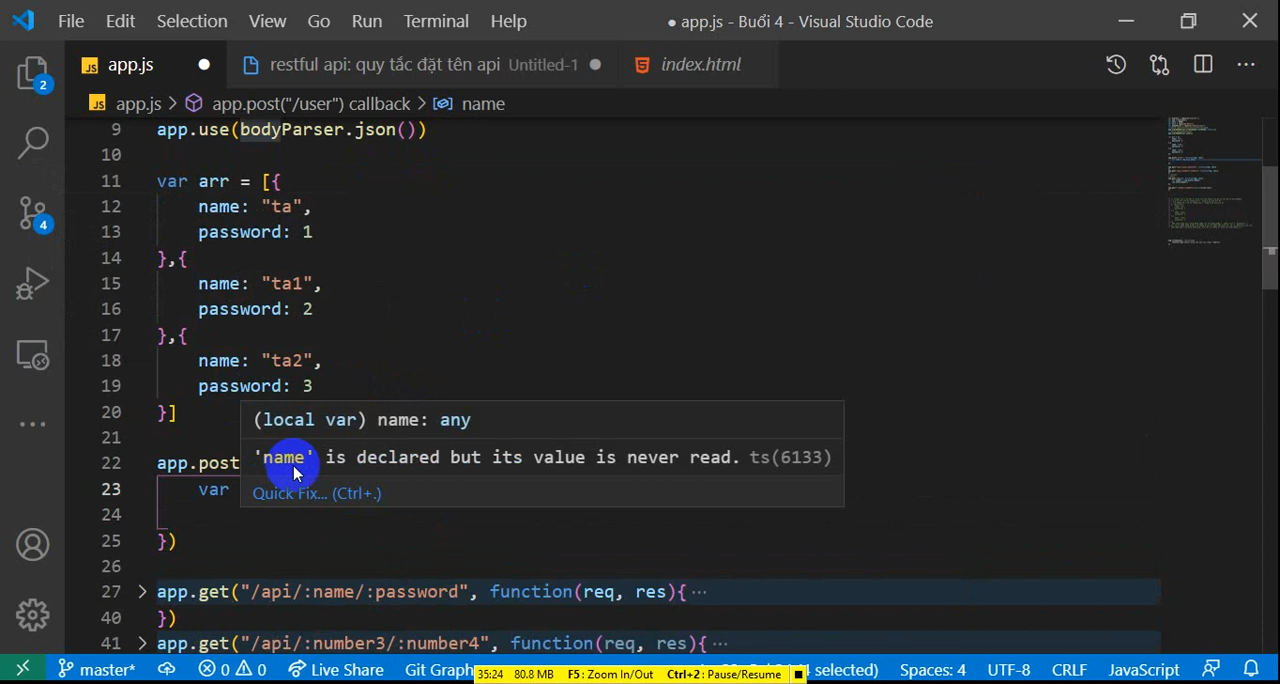 File Edit Selection View Go Run Terminal Help ● app.js - Buổi 4 - Visual Studio Code
JS app.js ● restful api: quy tắc đặt tên api Untitled-1 ● index.html
JS app.js > app.post("/user") callback > name
2
4
9 app.use(bodyParser.json())
10
11 var arr = [{
12 name: "ta",
13 password: 1
14 },{
15 name: "ta1",
16 password: 2
17 },{
18 name: "ta2",
19 password: 3
20 }]
(local var) name: any
21
'name' is declared but its value is never read. ts(6133)
22 app.post
Quick Fix... (Ctrl+.)
23 var
24
25 })
26
27 app.get("/api/:name/:password", function(req, res){ ...
40 })
41 app.get("/api/:number3/:number4", function(req, res){ ...
master* 0 0 Live Share Git Graph selected) Spaces: 4 UTF-8 CRLF JavaScript
35:24 80.8 MB F5: Zoom In/Out Ctrl+2: Pause/Resume